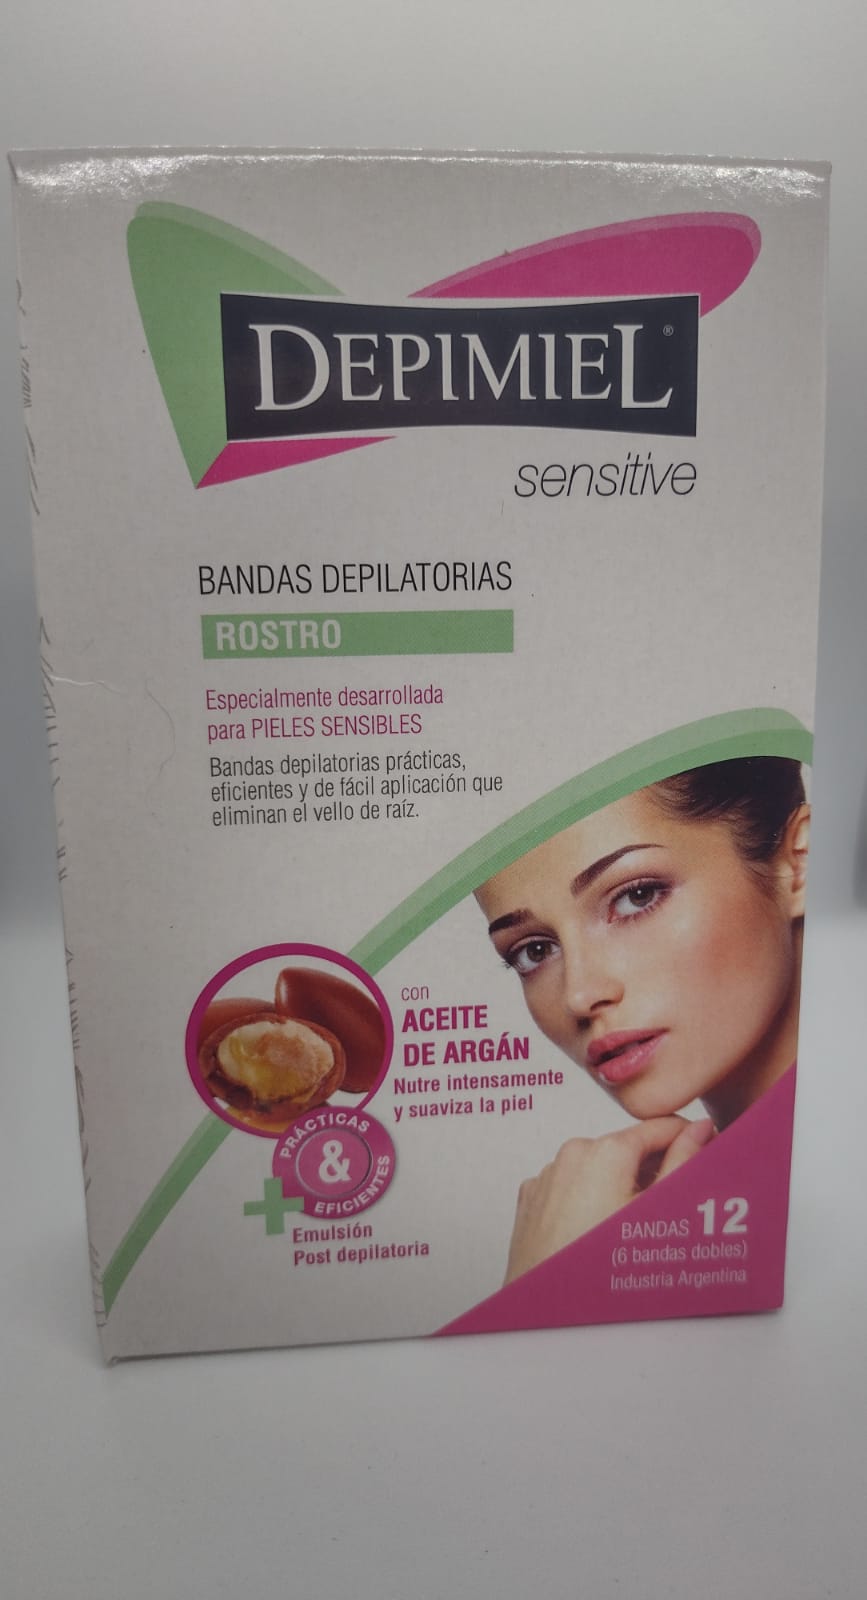 DEPIMIEL®
sensitive
BANDAS DEPILATORIAS
ROSTRO
Especialmente desarrollada
para PIELES SENSIBLES
Bandas depilatorias prácticas,
eficientes y de fácil aplicación que
eliminan el vello de raíz.
con
ACEITE
DE ARGÁN
Nutre intensamente
y suaviza la piel
PRÁCTICAS
&
EFICIENTES
+
Emulsión
Post depilatoria
BANDAS 12
(6 bandas dobles)
Industria Argentina